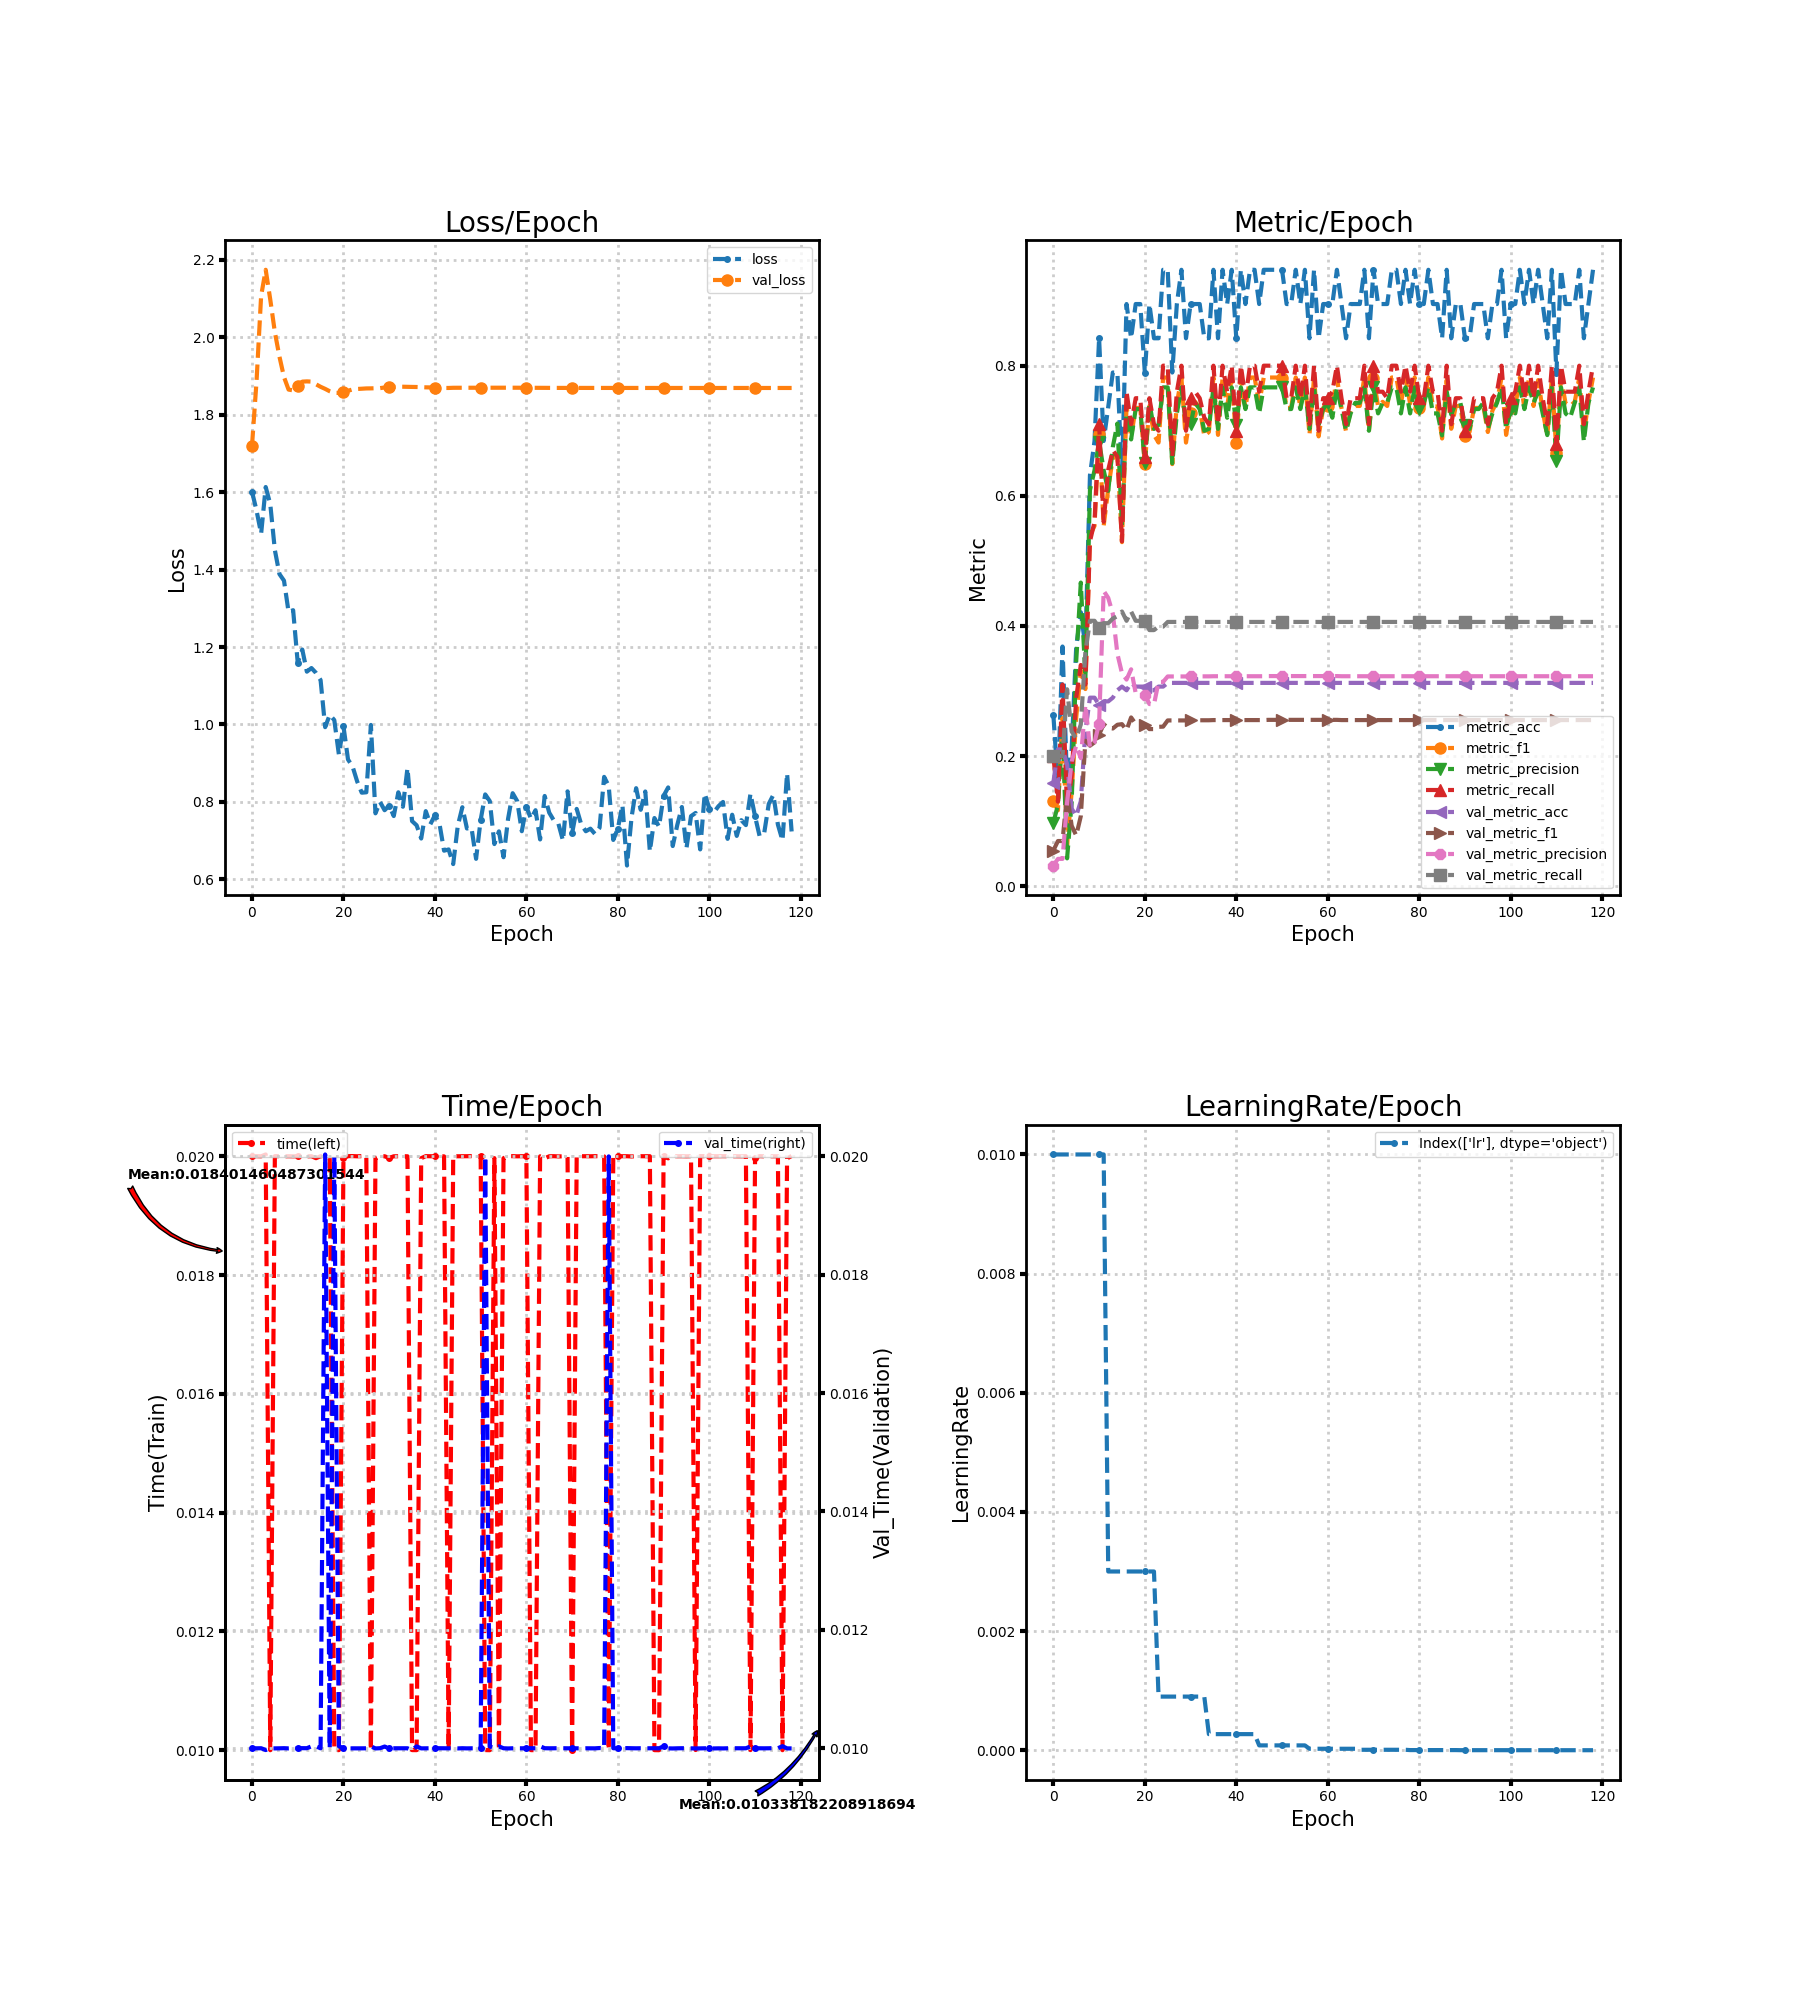 Loss/Epoch
loss
val_loss
2.2
2.0
1.8
1.6
1.4
1.2
1.0
0.8
0.6
Loss
0 20 40 60 80 100 120
Epoch
Metric/Epoch
0.8
0.6
0.4
0.2
0.0
Metric
metric_acc
metric_f1
metric_precision
metric_recall
val_metric_acc
val_metric_f1
val_metric_precision
val_metric_recall
0 20 40 60 80 100 120
Epoch
Time/Epoch
time(left)
val_time(right)
Mean:0.018401460487301544
0.020
0.018
0.016
0.014
0.012
0.010
Time(Train)
0.020
0.018
0.016
0.014
0.012
0.010
Val_Time(Validation)
0 20 40 60 80 100 120
Mean:0.010338182208918694
Epoch
LearningRate/Epoch
Index(['lr'], dtype='object')
0.010
0.008
0.006
0.004
0.002
0.000
LearningRate
0 20 40 60 80 100 120
Epoch